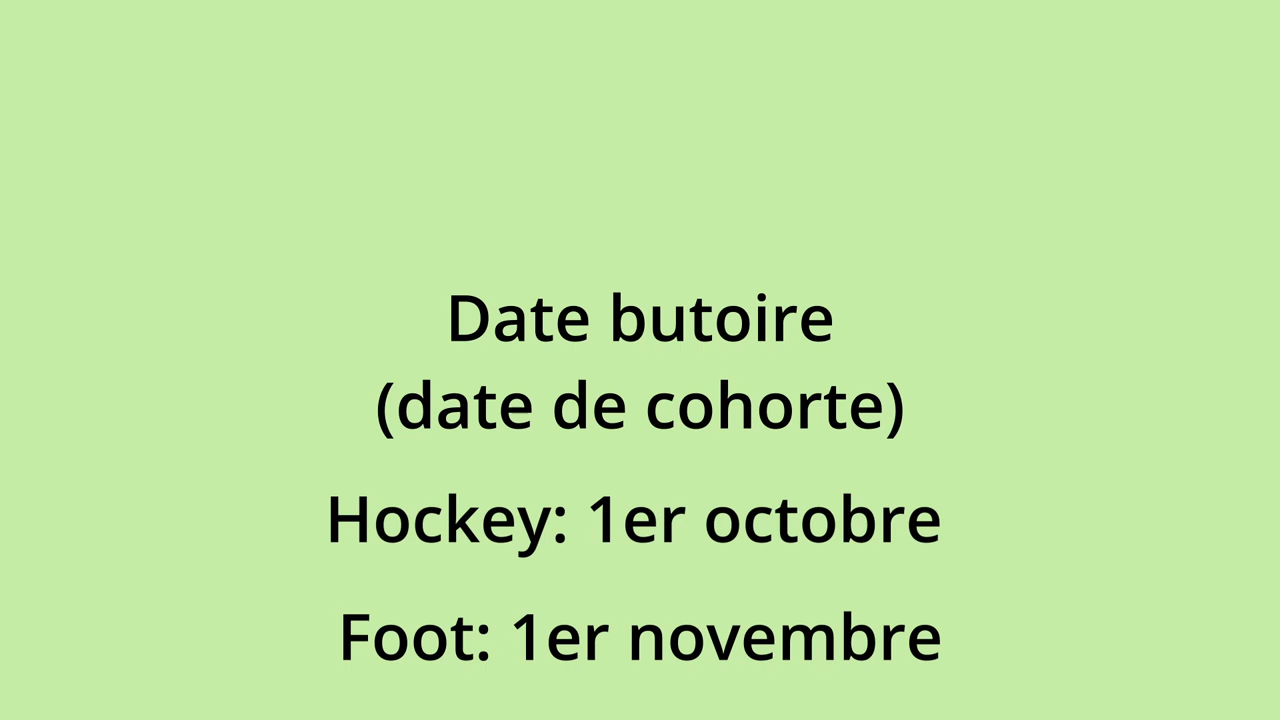 Date butoire
(date de cohorte)
Hockey: 1er octobre
Foot: 1er novembre